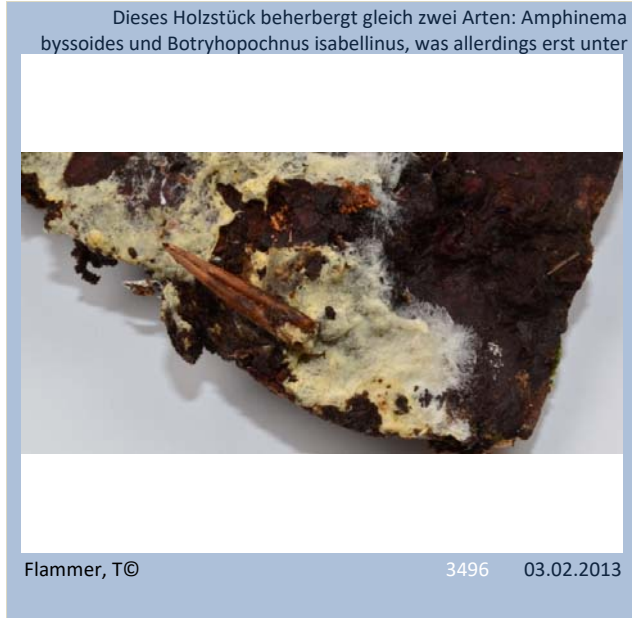 Dieses Holzstück beherbergt gleich zwei Arten: Amphinema
byssoides und Botryhopochnus isabellinus, was allerdings erst unter
Flammer, T© 3496 03.02.2013